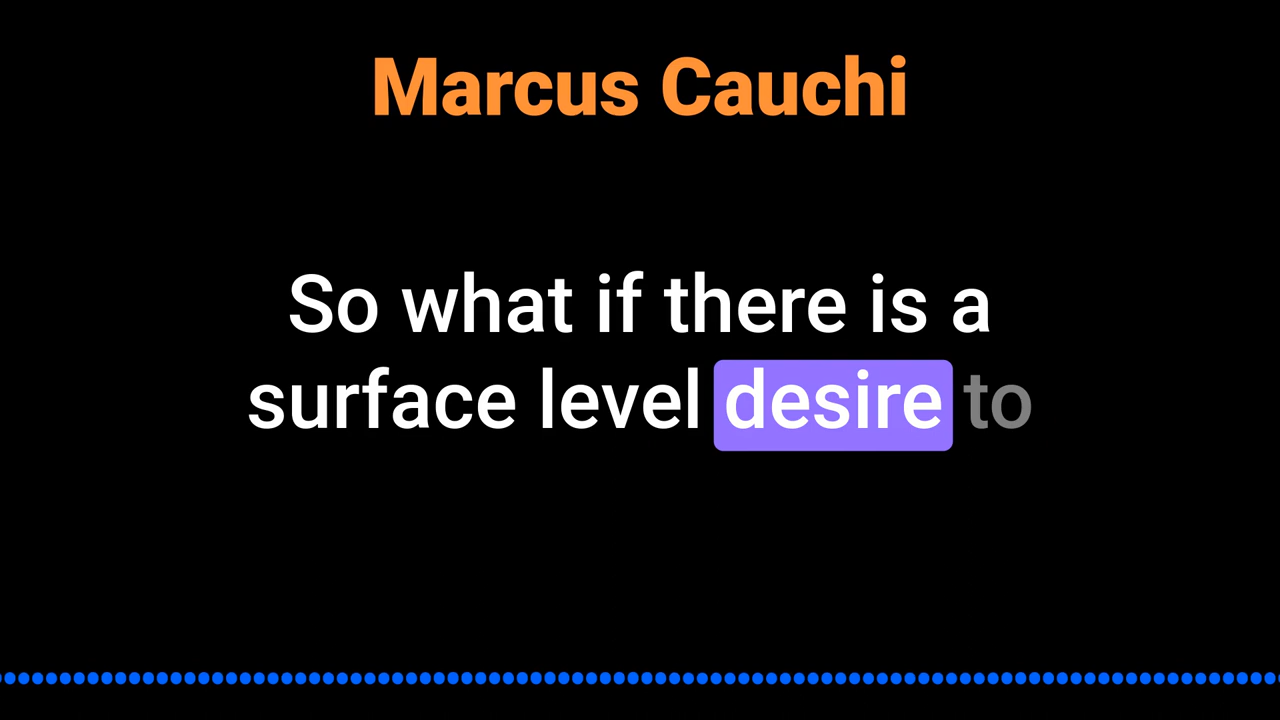 Marcus Cauchi
So what if there is a
surface level desire to